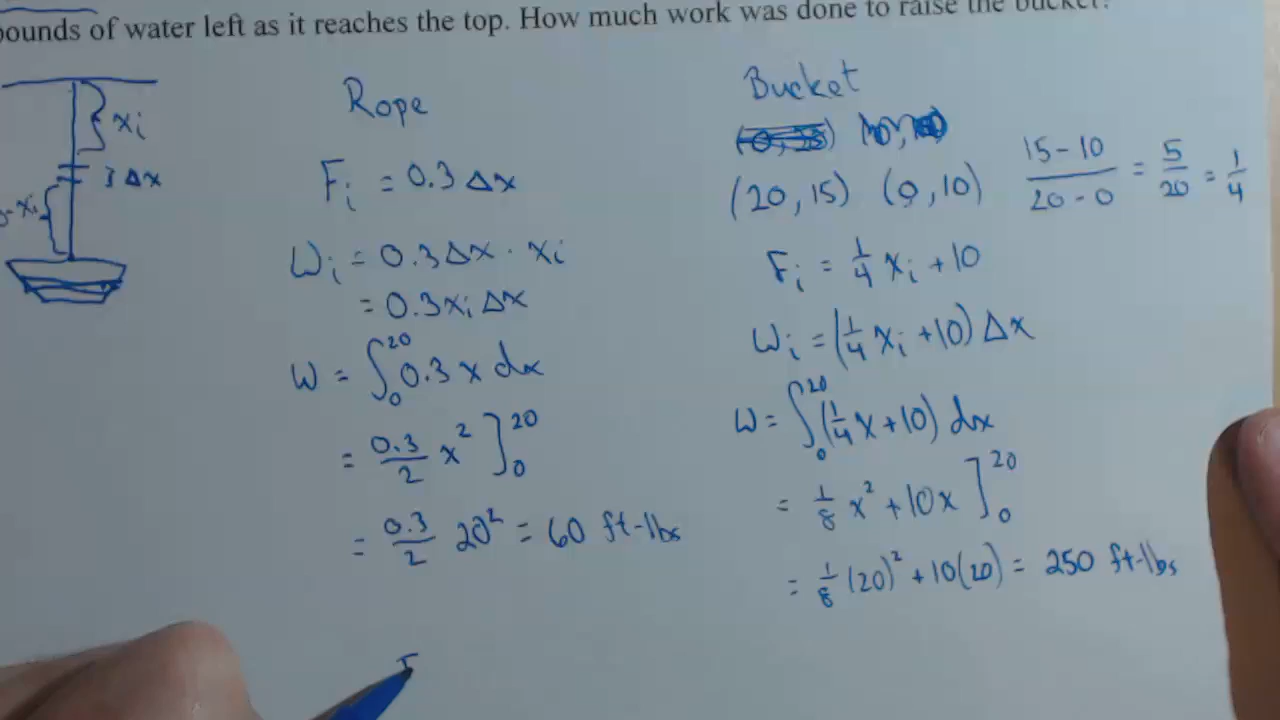 pounds of water left as it reaches the top. How much work was done to raise the bucket?
xi
Δx
-xi
Rope
Fi = 0.3 Δx
Wi = 0.3Δx · xi
= 0.3xi Δx
W = ∫₀²⁰ 0.3 x dx
= 0.3/2 x² ]₀²⁰
= 0.3/2 20² = 60 ft-lbs
Bucket
(20, 15) (0, 10) 15-10/20-0 = 5/20 = 1/4
Fi = 1/4 xi + 10
Wi = (1/4 xi + 10) Δx
W = ∫₀²⁰ (1/4 x + 10) dx
= 1/8 x² + 10x ]₀²⁰
= 1/8 (20)² + 10(20) = 250 ft-lbs